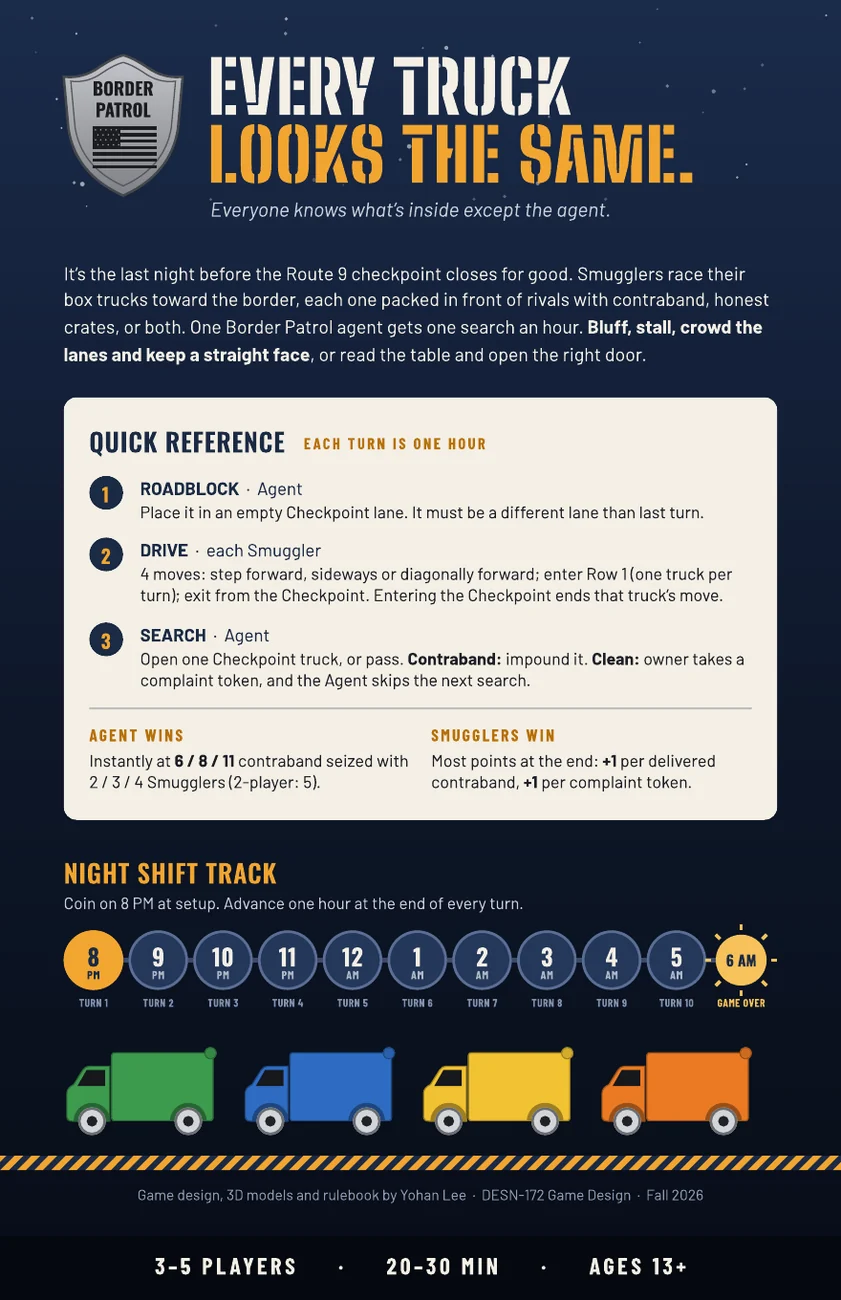 BORDER
PATROL
EVERY TRUCK
LOOKS THE SAME.
Everyone knows what's inside except the agent.
It's the last night before the Route 9 checkpoint closes for good. Smugglers race their
box trucks toward the border, each one packed in front of rivals with contraband, honest
crates, or both. One Border Patrol agent gets one search an hour. Bluff, stall, crowd the
lanes and keep a straight face, or read the table and open the right door.
QUICK REFERENCE EACH TURN IS ONE HOUR
1 ROADBLOCK · Agent
Place it in an empty Checkpoint lane. It must be a different lane than last turn.
2 DRIVE · each Smuggler
4 moves: step forward, sideways or diagonally forward; enter Row 1 (one truck per
turn); exit from the Checkpoint. Entering the Checkpoint ends that truck's move.
3 SEARCH · Agent
Open one Checkpoint truck, or pass. Contraband: impound it. Clean: owner takes a
complaint token, and the Agent skips the next search.
AGENT WINS
Instantly at 6 / 8 / 11 contraband seized with
2 / 3 / 4 Smugglers (2-player: 5).
SMUGGLERS WIN
Most points at the end: +1 per delivered
contraband, +1 per complaint token.
NIGHT SHIFT TRACK
Coin on 8 PM at setup. Advance one hour at the end of every turn.
8 PM TURN 1
9 PM TURN 2
10 PM TURN 3
11 PM TURN 4
12 AM TURN 5
1 AM TURN 6
2 AM TURN 7
3 AM TURN 8
4 AM TURN 9
5 AM TURN 10
6 AM GAME OVER
Game design, 3D models and rulebook by Yohan Lee · DESN-172 Game Design · Fall 2026
3–5 PLAYERS · 20–30 MIN · AGES 13+